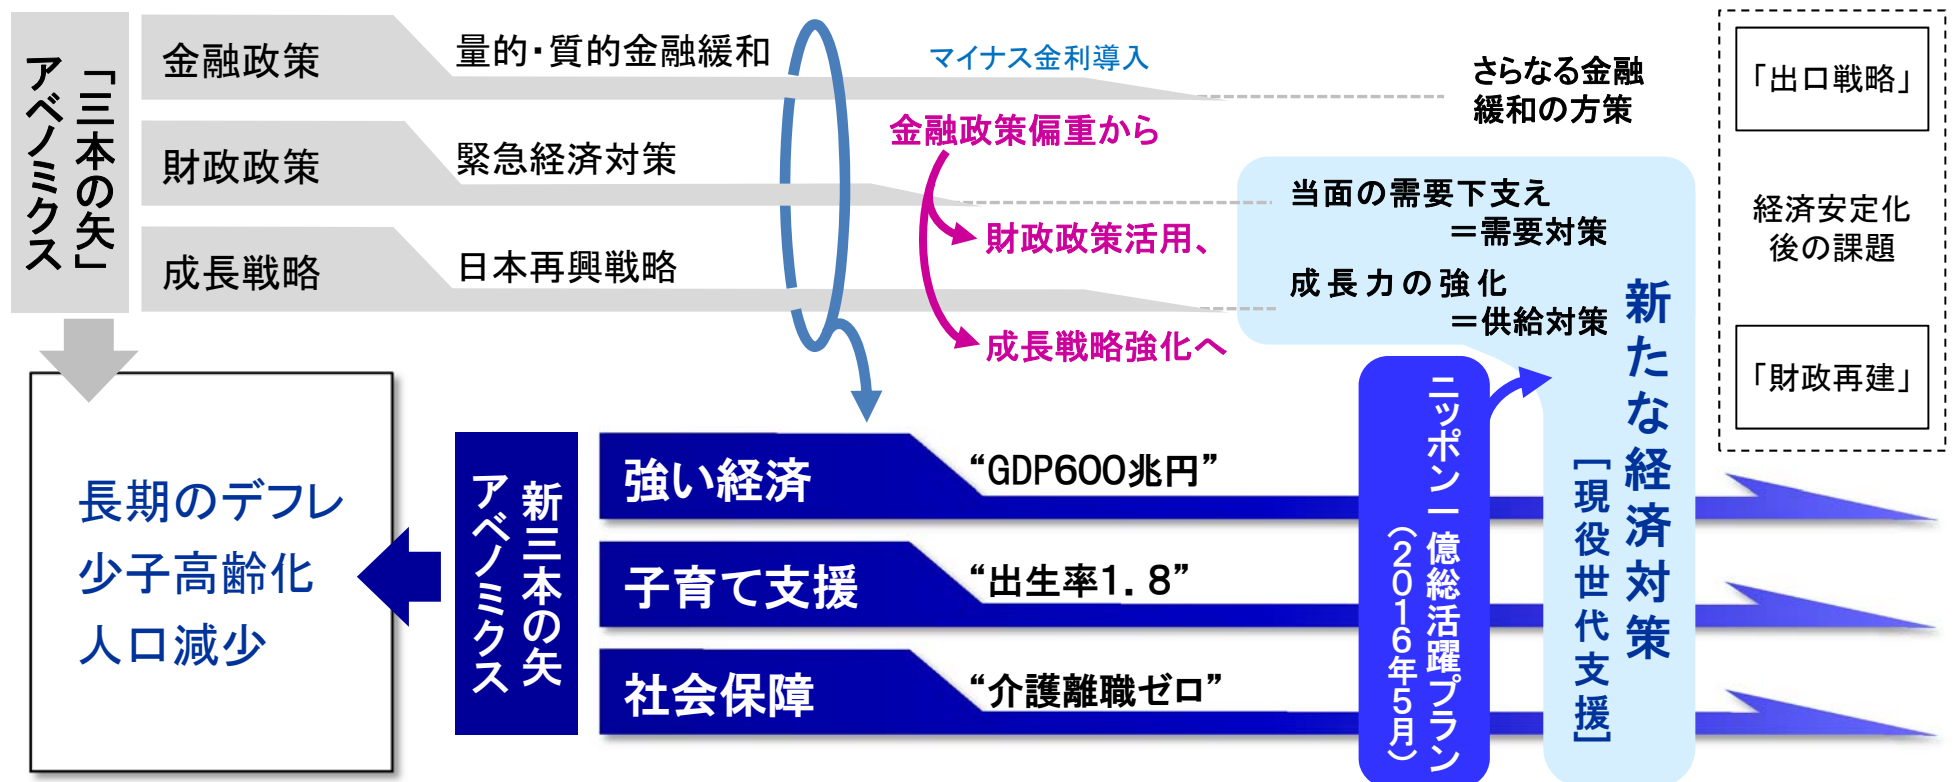 「三本の矢」
アベノミクス
金融政策
量的・質的金融緩和
マイナス金利導入
さらなる金融
緩和の方策
財政政策
緊急経済対策
成長戦略
日本再興戦略
金融政策偏重から
財政政策活用、
成長戦略強化へ
当面の需要下支え
＝需要対策
成長力の強化
＝供給対策
新たな経済対策
［現役世代支援］
「出口戦略」
経済安定化
後の課題
「財政再建」
長期のデフレ
少子高齢化
人口減少
新三本の矢
アベノミクス
強い経済
“GDP600兆円”
子育て支援
“出生率1．8”
社会保障
“介護離職ゼロ”
ニッポン一億総活躍プラン
（2016年5月）